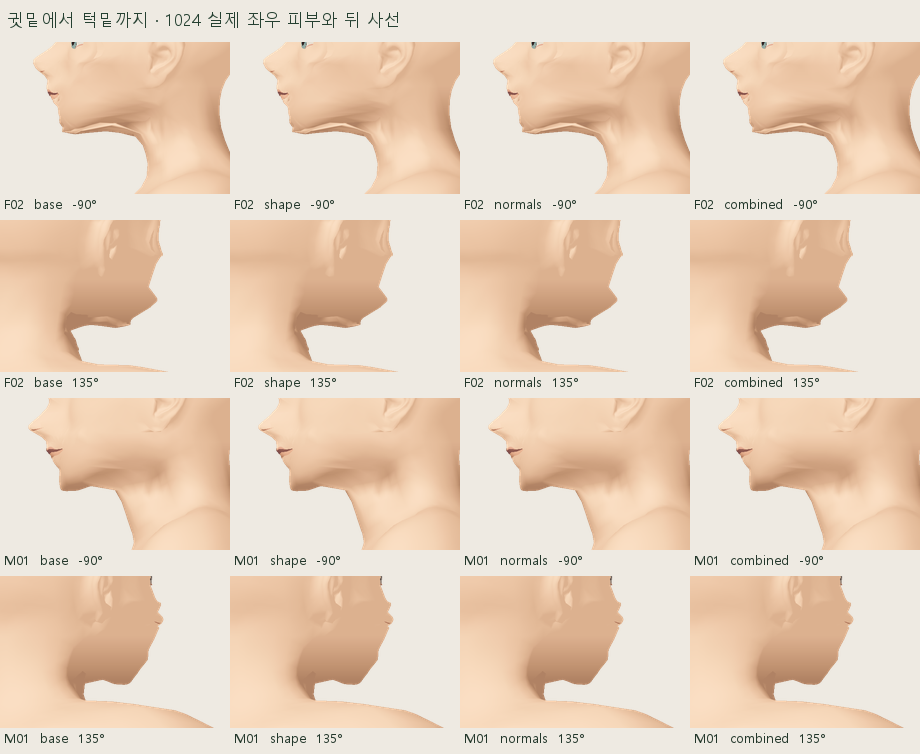 귓밑에서 턱밑까지 · 1024 실제 좌우 피부와 뒤 사선
F02 base -90° F02 shape -90° F02 normals -90° F02 combined -90°
F02 base 135° F02 shape 135° F02 normals 135° F02 combined 135°
M01 base -90° M01 shape -90° M01 normals -90° M01 combined -90°
M01 base 135° M01 shape 135° M01 normals 135° M01 combined 135°